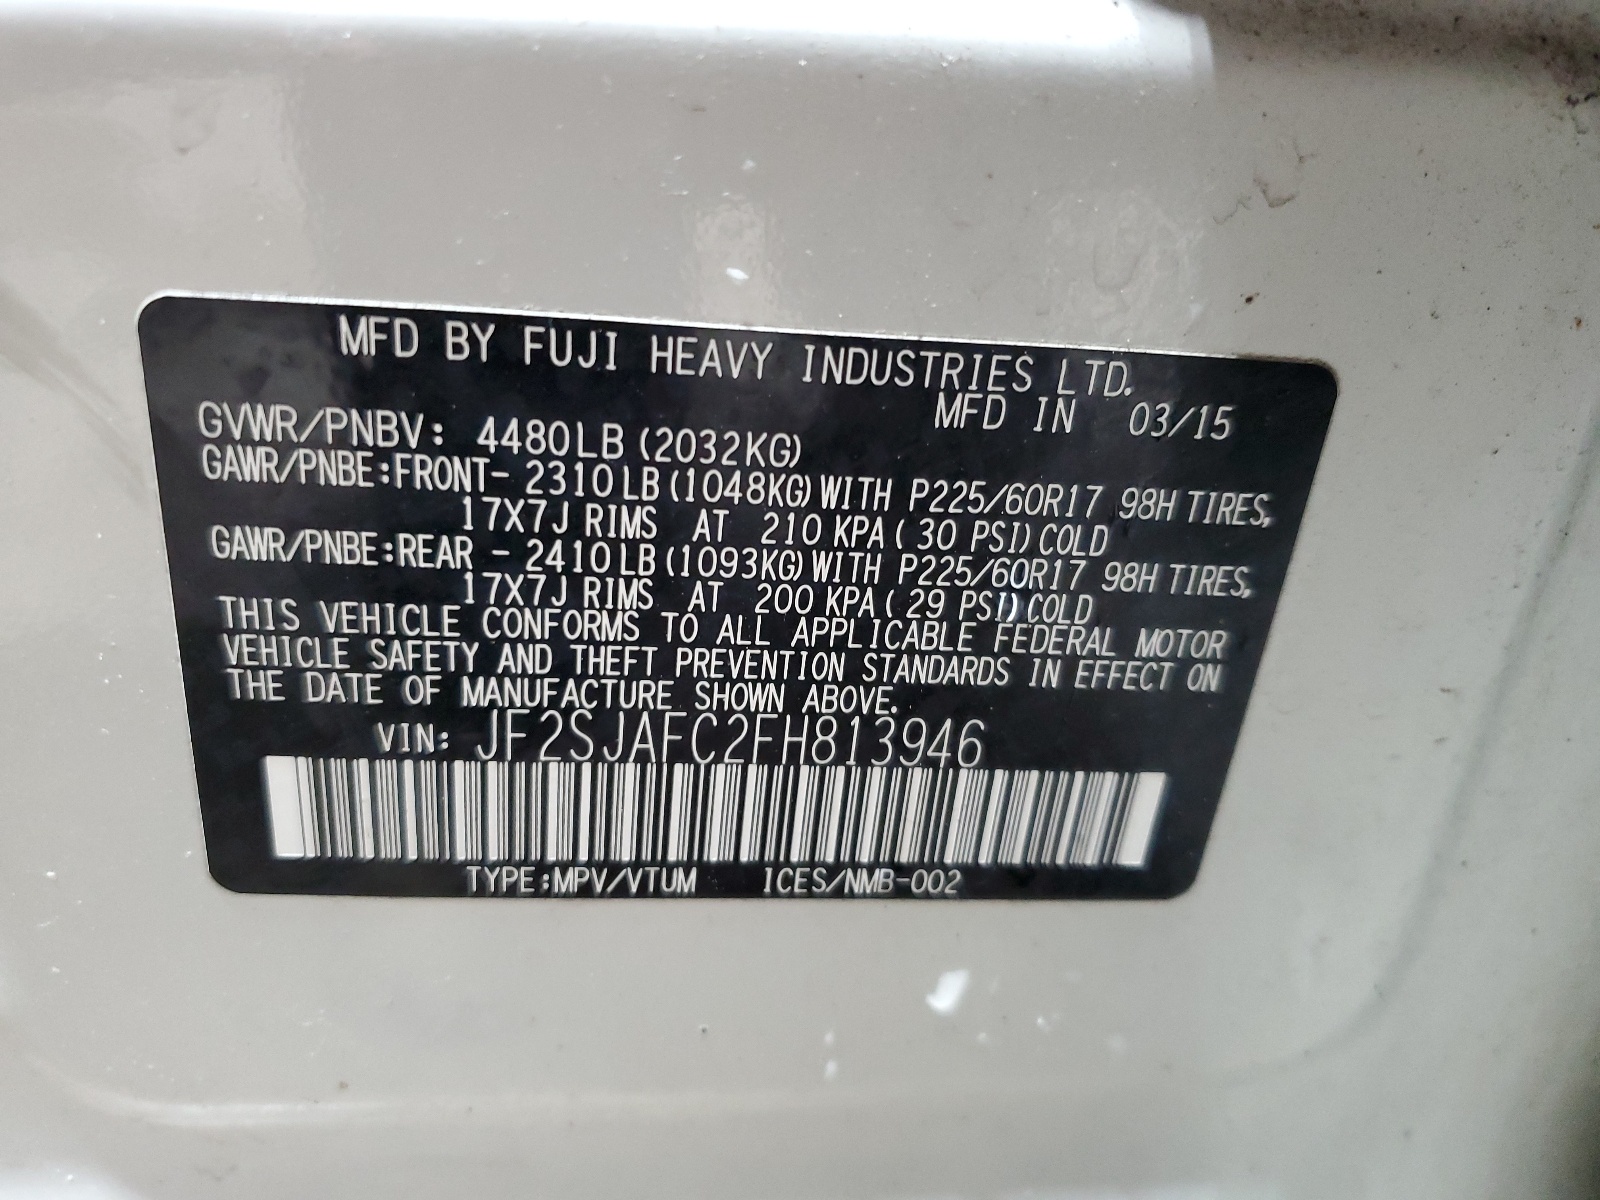 MFD BY FUJI HEAVY INDUSTRIES LTD.
MFD IN 03/15
GVWR/PNBV: 4480LB (2032KG)
GAWR/PNBE:FRONT- 2310LB(1048KG)WITH P225/60R17 98H TIRES,
17X7J RIMS AT 210 KPA( 30 PSI)COLD
GAWR/PNBE:REAR - 2410LB(1093KG)WITH P225/60R17 98H TIRES,
17X7J RIMS AT 200 KPA( 29 PSI)COLD
THIS VEHICLE CONFORMS TO ALL APPLICABLE FEDERAL MOTOR
VEHICLE SAFETY AND THEFT PREVENTION STANDARDS IN EFFECT ON
THE DATE OF MANUFACTURE SHOWN ABOVE.
VIN: JF2SJAFC2FH813946
TYPE:MPV/VTUM ICES/NMB-002